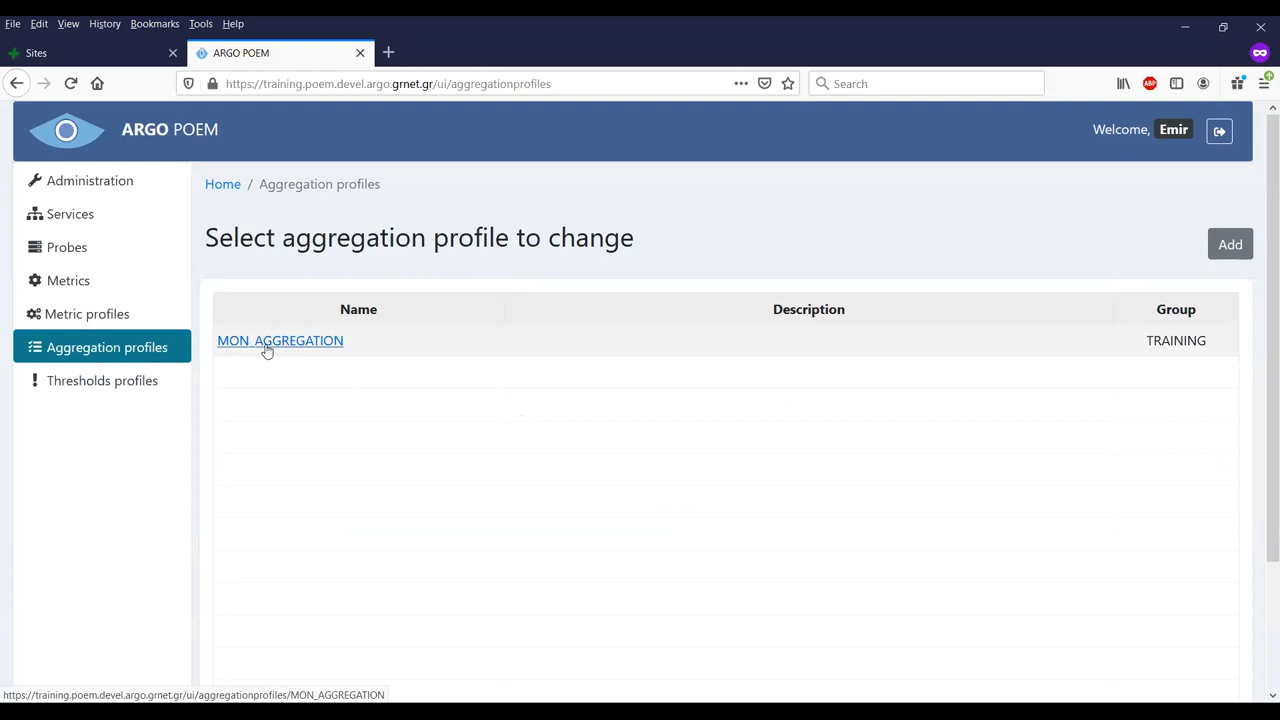 File Edit View History Bookmarks Tools Help
Sites
ARGO POEM
https://training.poem.devel.argo.grnet.gr/ui/aggregationprofiles
Search
ABP
ARGO POEM
Welcome, Emir
Administration
Services
Probes
Metrics
Metric profiles
Aggregation profiles
Thresholds profiles
Home / Aggregation profiles
Select aggregation profile to change
Add
Name Description Group
MON_AGGREGATION TRAINING
https://training.poem.devel.argo.grnet.gr/ui/aggregationprofiles/MON_AGGREGATION